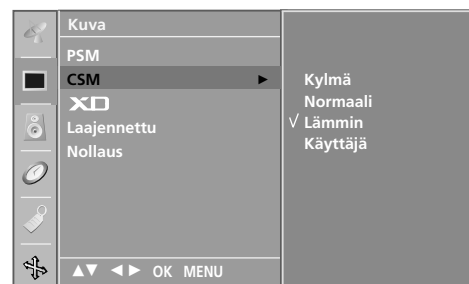 Kuva
PSM
CSM ►
XD
Laajennettu
Nollaus
Kylmä
Normaali
√ Lämmin
Käyttäjä
▲▼ ◄► OK MENU